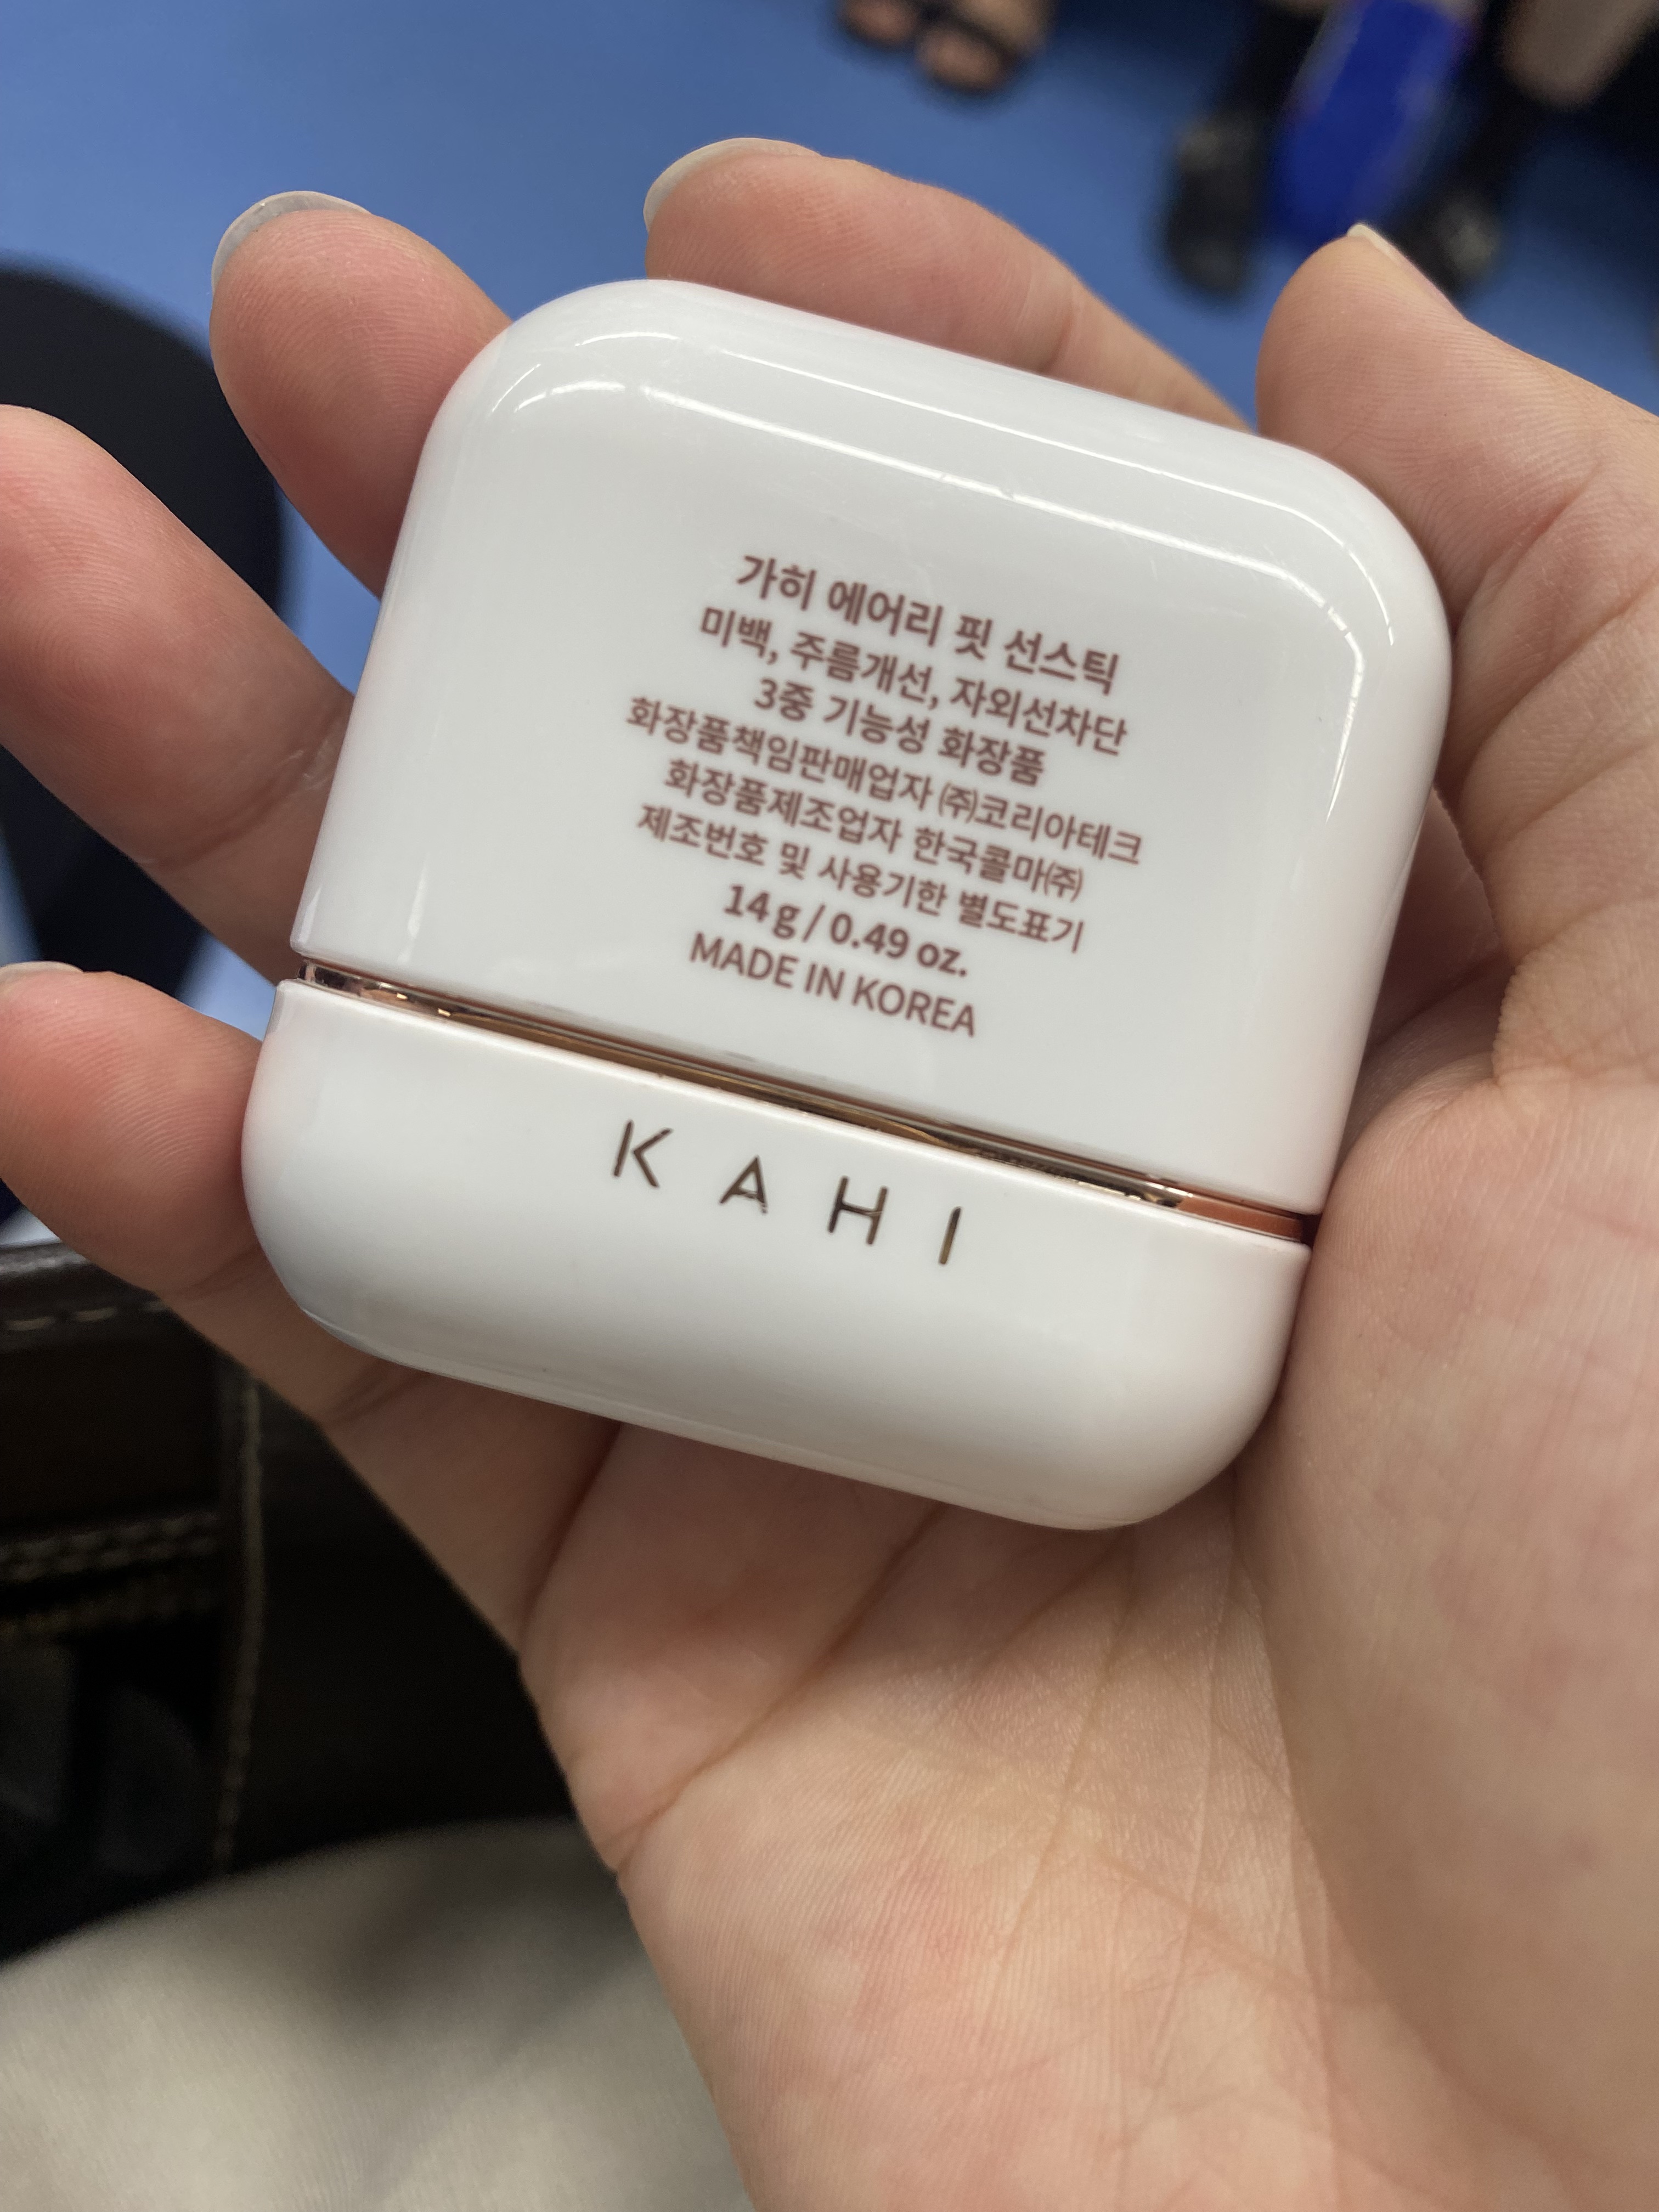 가히 에어리 핏 선스틱
미백, 주름개선, 자외선차단
3중 기능성 화장품
화장품책임판매업자 ㈜코리아테크
화장품제조업자 한국콜마㈜
제조번호 및 사용기한 별도표기
14 g / 0.49 oz.
MADE IN KOREA
KAHI